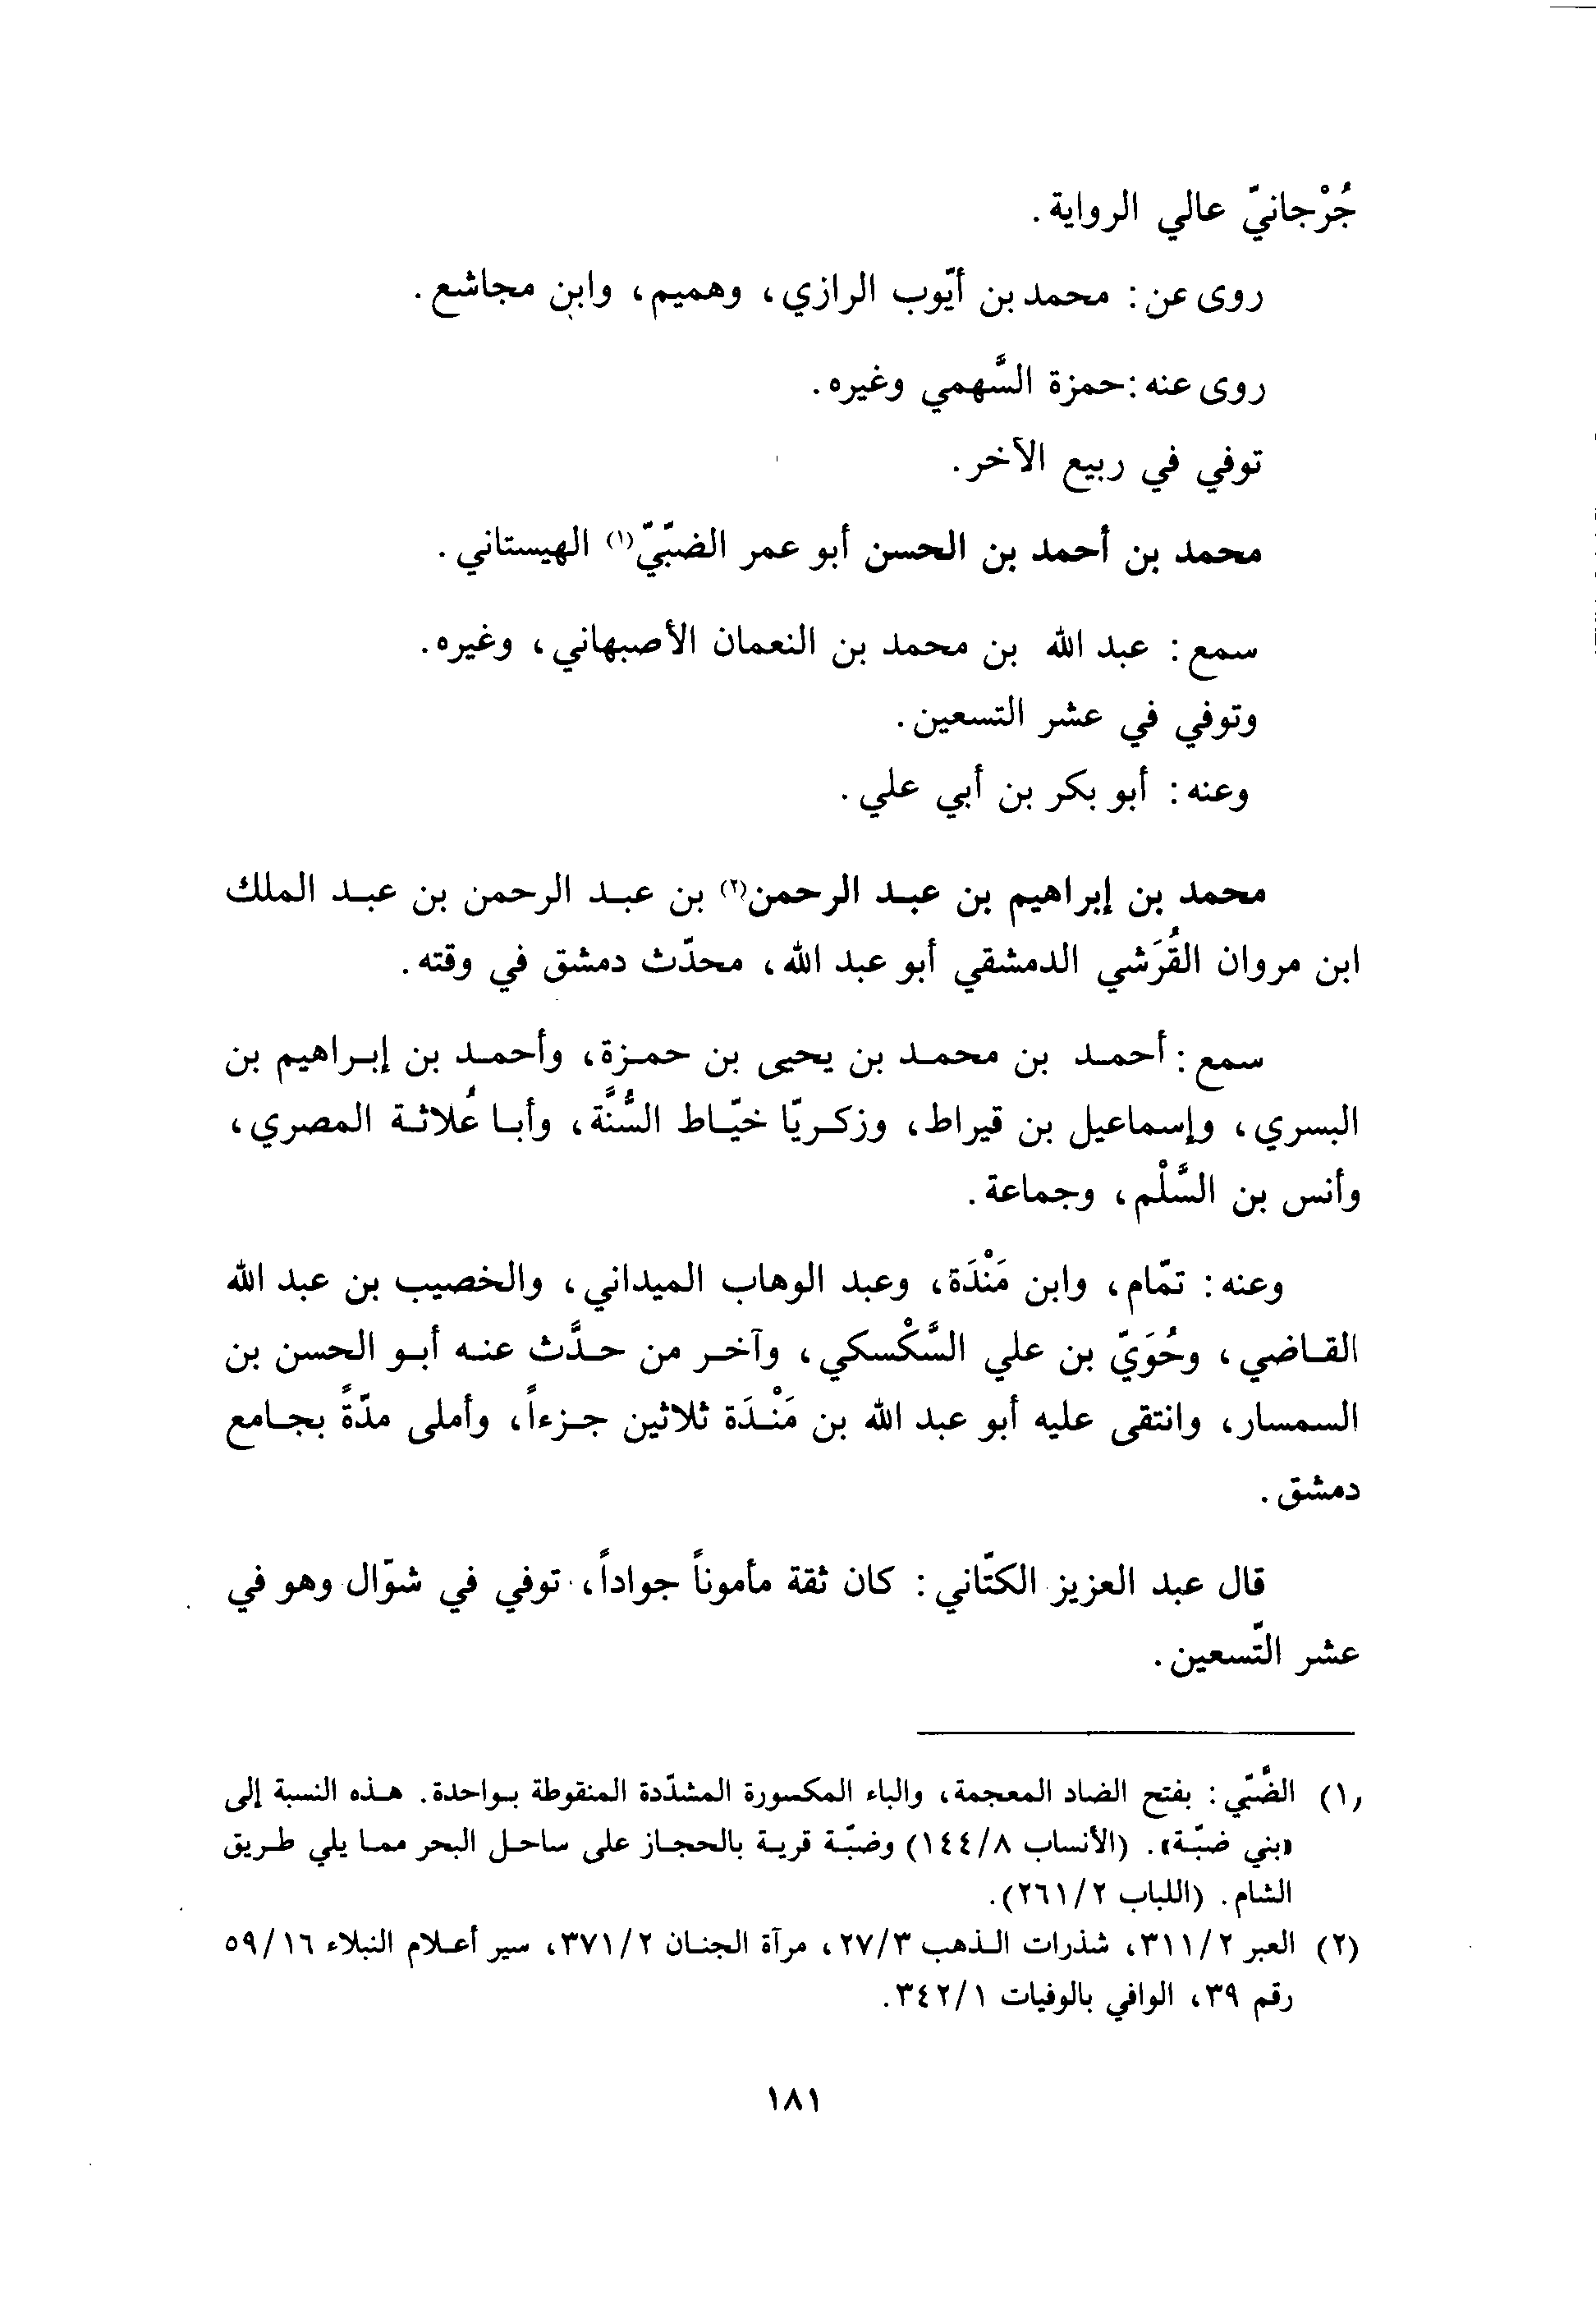 جُرْجانيّ عالي الرواية.
روى عن: محمد بن أيّوب الرازي، وهميم، وابن مجاشع.
روى عنه: حمزة السَّهمي وغيره.
توفي في ربيع الآخر.
محمد بن أحمد بن الحسن أبو عمر الضبّيّ(١) الهيستاني.
سمع: عبد الله بن محمد بن النعمان الأصبهاني، وغيره.
وتوفي في عشر التسعين.
وعنه: أبو بكر بن أبي علي.
محمد بن إبراهيم بن عبد الرحمن(٢) بن عبد الرحمن بن عبد الملك
ابن مروان القُرَشي الدمشقي أبو عبد الله، محدّث دمشق في وقته.
سمع: أحمد بن محمد بن يحيى بن حمزة، وأحمد بن إبراهيم بن
البسري، وإسماعيل بن قيراط، وزكريّا خيّاط السُّنَّة، وأبا عُلاثة المصري،
وأنس بن السَّلْم، وجماعة.
وعنه: تمّام، وابن مَنْدَة، وعبد الوهاب الميداني، والخصيب بن عبد الله
القاضي، وحُوَيّ بن علي السَّكْسكي، وآخر من حدَّث عنه أبو الحسن بن
السمسار، وانتقى عليه أبو عبد الله بن مَنْدَة ثلاثين جزءاً، وأملى مدّةً بجامع
دمشق.
قال عبد العزيز الكتّاني: كان ثقة مأموناً جواداً، توفي في شوّال وهو في
عشر التّسعين.
(١) الضَّبّي: بفتح الضاد المعجمة، والباء المكسورة المشدّدة المنقوطة بواحدة. هذه النسبة إلى
«بني ضبّة». (الأنساب ١٤٤/٨) وضبّة قرية بالحجاز على ساحل البحر مما يلي طريق
الشام. (اللباب ٢٦١/٢).
(٢) العبر ٣١١/٢، شذرات الذهب ٢٧/٣، مرآة الجنان ٣٧١/٢، سير أعلام النبلاء ٥٩/١٦
رقم ٣٩، الوافي بالوفيات ٣٤٢/١.
١٨١